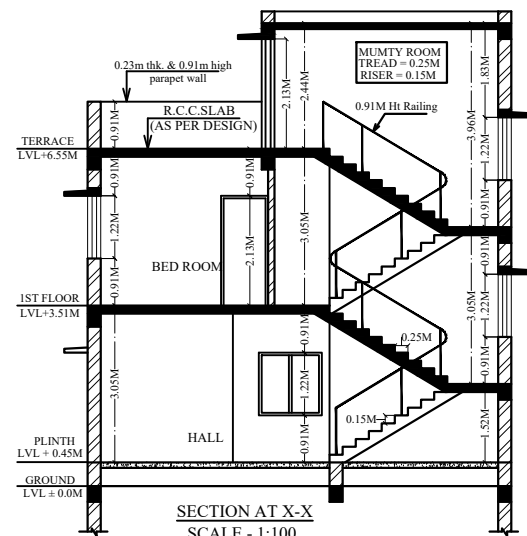 MUMTY ROOM
TREAD = 0.25M
RISER = 0.15M
0.23m thk. & 0.91m high
parapet wall
2.13M
2.44M
1.83M
3.96M
0.91M Ht Railing
R.C.C.SLAB
(AS PER DESIGN)
0.91M
TERRACE
LVL+6.55M
1.22M
0.91M
0.91M
0.91M
0.91M
1.22M
2.13M
3.05M
BED ROOM
0.91M
0.91M
1ST FLOOR
LVL+3.51M
1.22M
3.05M
0.25M
0.91M
0.91M
3.05M
1.22M
0.15M
0.91M
HALL
1.52M
PLINTH
LVL + 0.45M
GROUND
LVL ± 0.0M
SECTION AT X-X
SCALE - 1:100